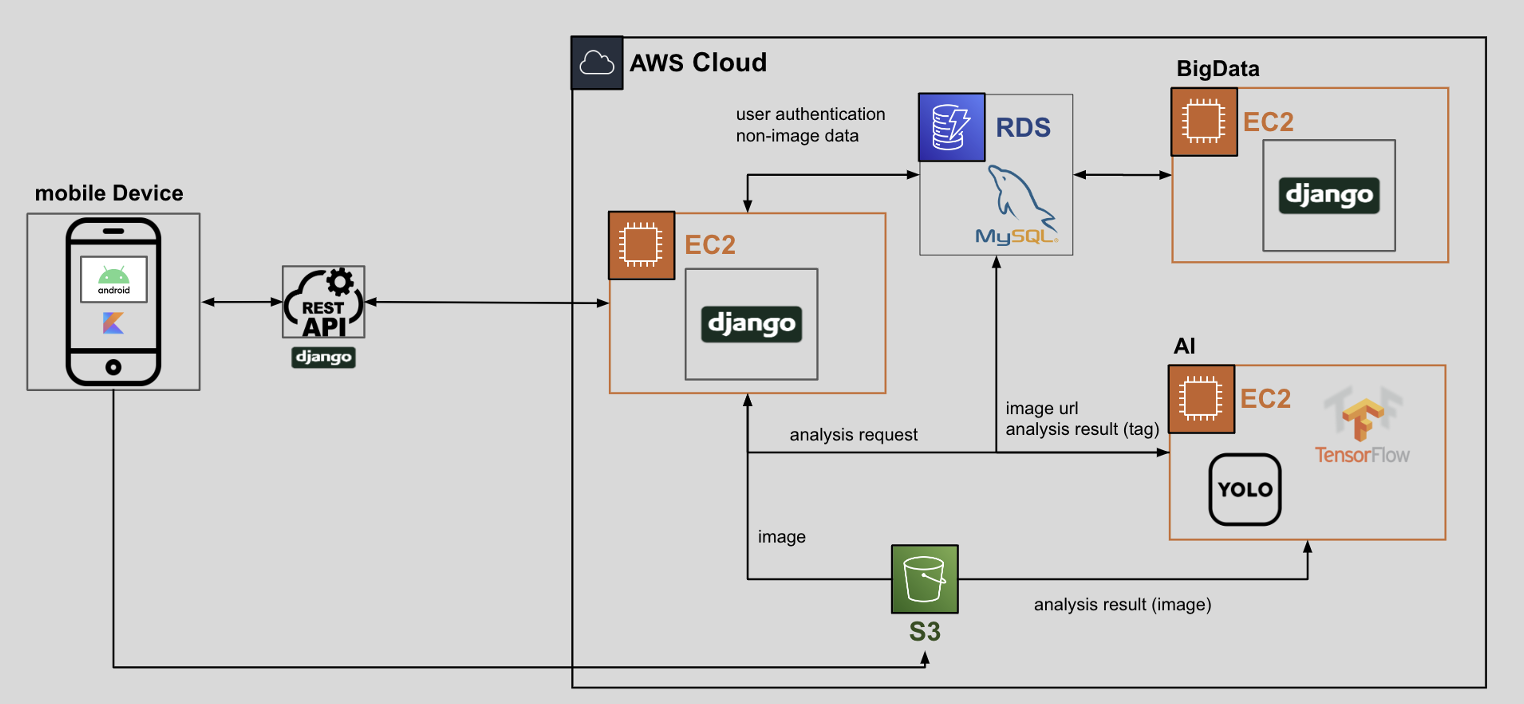 AWS Cloud
BigData
user authentication
non-image data
RDS
EC2
django
mobile Device
MySQL®
EC2
android
REST
API
django
django
AI
EC2
TensorFlow
image url
analysis result (tag)
analysis request
YOLO
image
analysis result (image)
S3